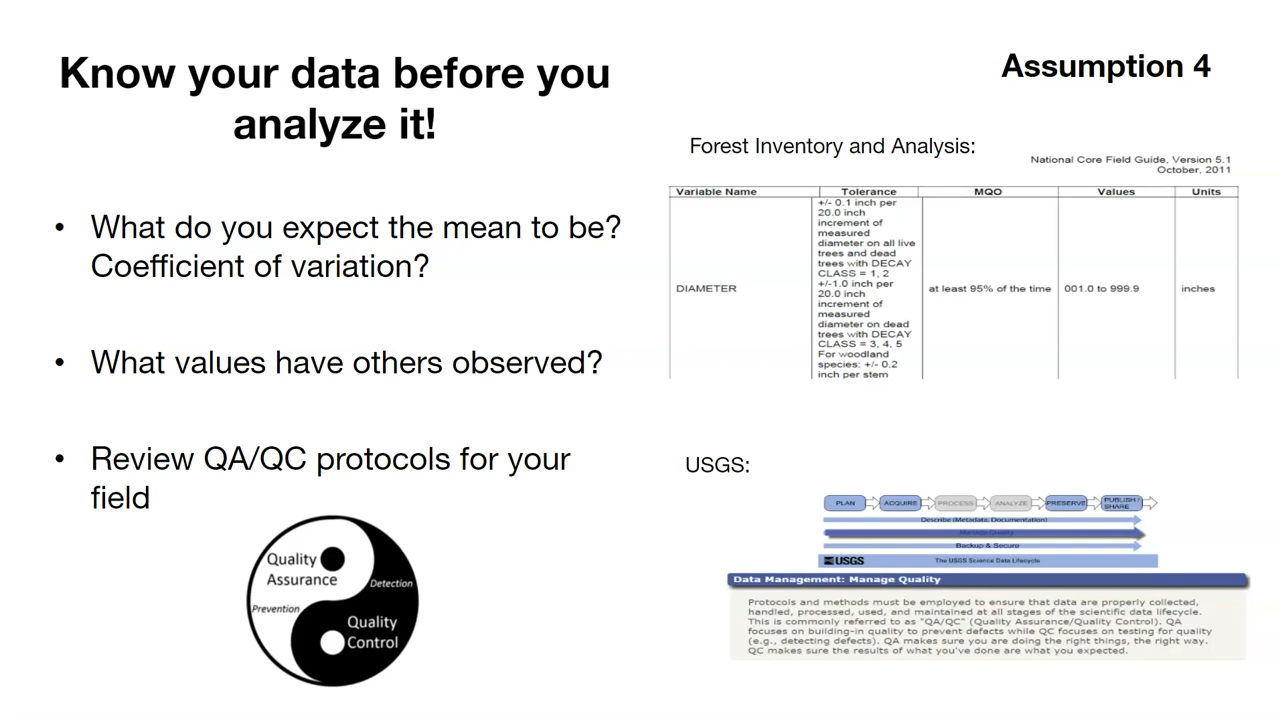 Know your data before you
analyze it!
Assumption 4
• What do you expect the mean to be?
Coefficient of variation?
• What values have others observed?
• Review QA/QC protocols for your
field
Quality
Assurance
Detection
Prevention
Quality
Control
Forest Inventory and Analysis:
National Core Field Guide, Version 5.1
October, 2011
Variable Name Tolerance MQO Values Units
+/- 0.1 inch per
20.0 inch
increment of
measured
diameter on all live
trees and dead
trees with DECAY
CLASS = 1, 2
+/-1.0 inch per
DIAMETER 20.0 inch at least 95% of the time 001.0 to 999.9 inches
increment of
measured
diameter on dead
trees with DECAY
CLASS = 3, 4, 5
For woodland
species: +/- 0.2
inch per stem
USGS:
PLAN ACQUIRE PROCESS ANALYZE PRESERVE PUBLISH /
SHARE
Describe (Metadata, Documentation)
Manage Quality
Backup & Secure
USGS The USGS Science Data Lifecycle
Data Management: Manage Quality
Protocols and methods must be employed to ensure that data are properly collected,
handled, processed, used, and maintained at all stages of the scientific data lifecycle.
This is commonly referred to as "QA/QC" (Quality Assurance/Quality Control). QA
focuses on building-in quality to prevent defects while QC focuses on testing for quality
(e.g., detecting defects). QA makes sure you are doing the right things, the right way.
QC makes sure the results of what you've done are what you expected.